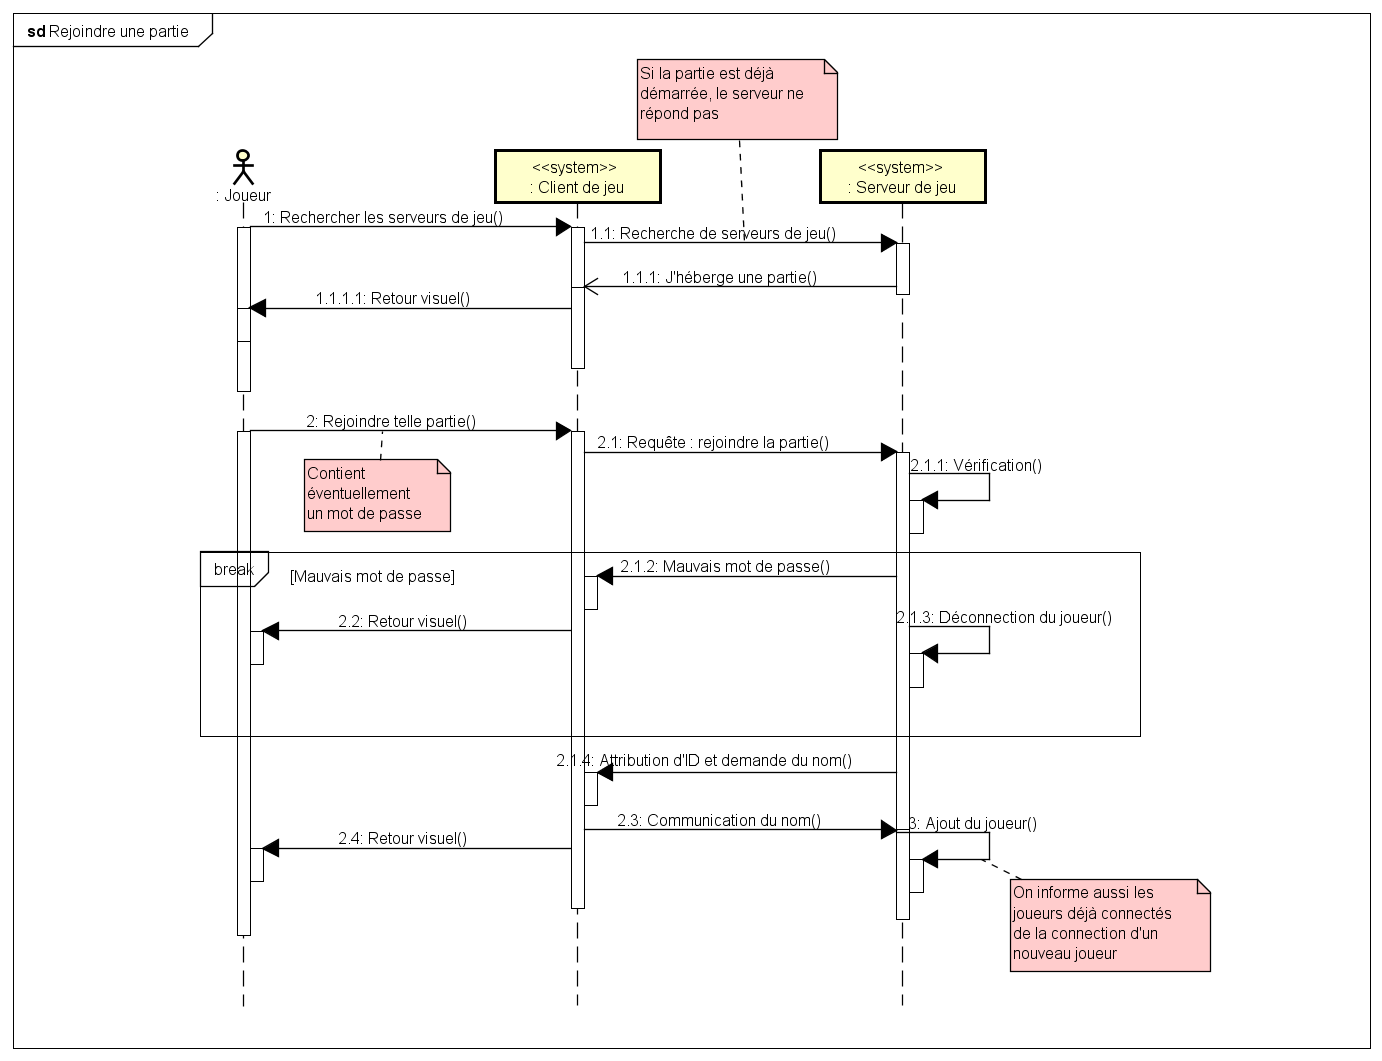 sd Rejoindre une partie
Si la partie est déjà
démarrée, le serveur ne
répond pas
<<system>>
: Client de jeu
<<system>>
: Serveur de jeu
: Joueur
1: Rechercher les serveurs de jeu()
1.1: Recherche de serveurs de jeu()
1.1.1: J'héberge une partie()
1.1.1.1: Retour visuel()
2: Rejoindre telle partie()
2.1: Requête : rejoindre la partie()
2.1.1: Vérification()
Contient
éventuellement
un mot de passe
break
[Mauvais mot de passe]
2.1.2: Mauvais mot de passe()
2.2: Retour visuel()
2.1.3: Déconnection du joueur()
2.1.4: Attribution d'ID et demande du nom()
2.3: Communication du nom()
3: Ajout du joueur()
2.4: Retour visuel()
On informe aussi les
joueurs déjà connectés
de la connection d'un
nouveau joueur